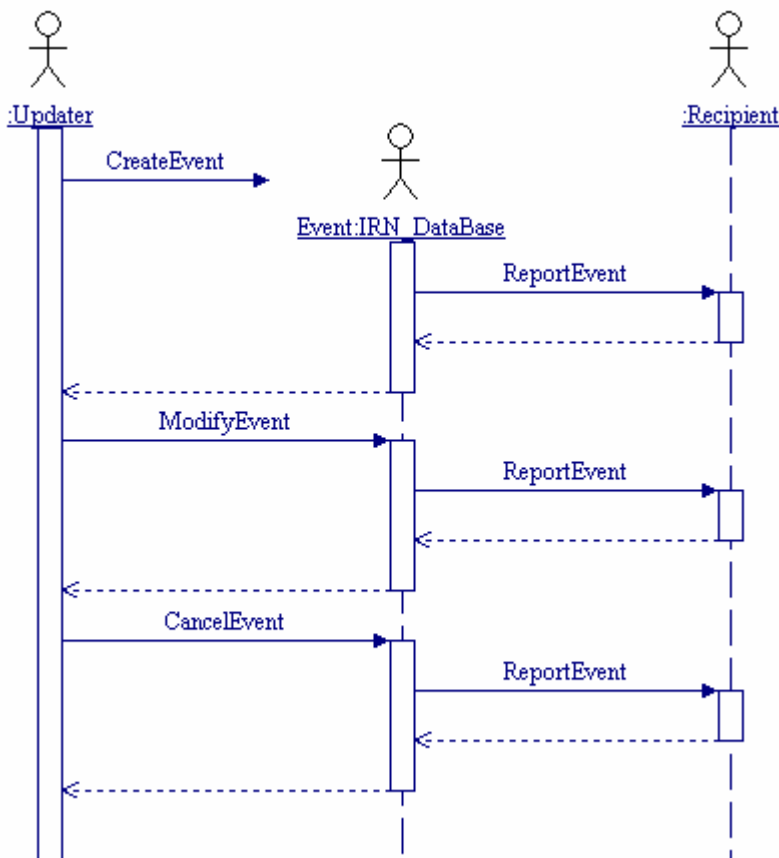 :Updater
:Recipient
CreateEvent
Event:IRN_DataBase
ReportEvent
ModifyEvent
ReportEvent
CancelEvent
ReportEvent